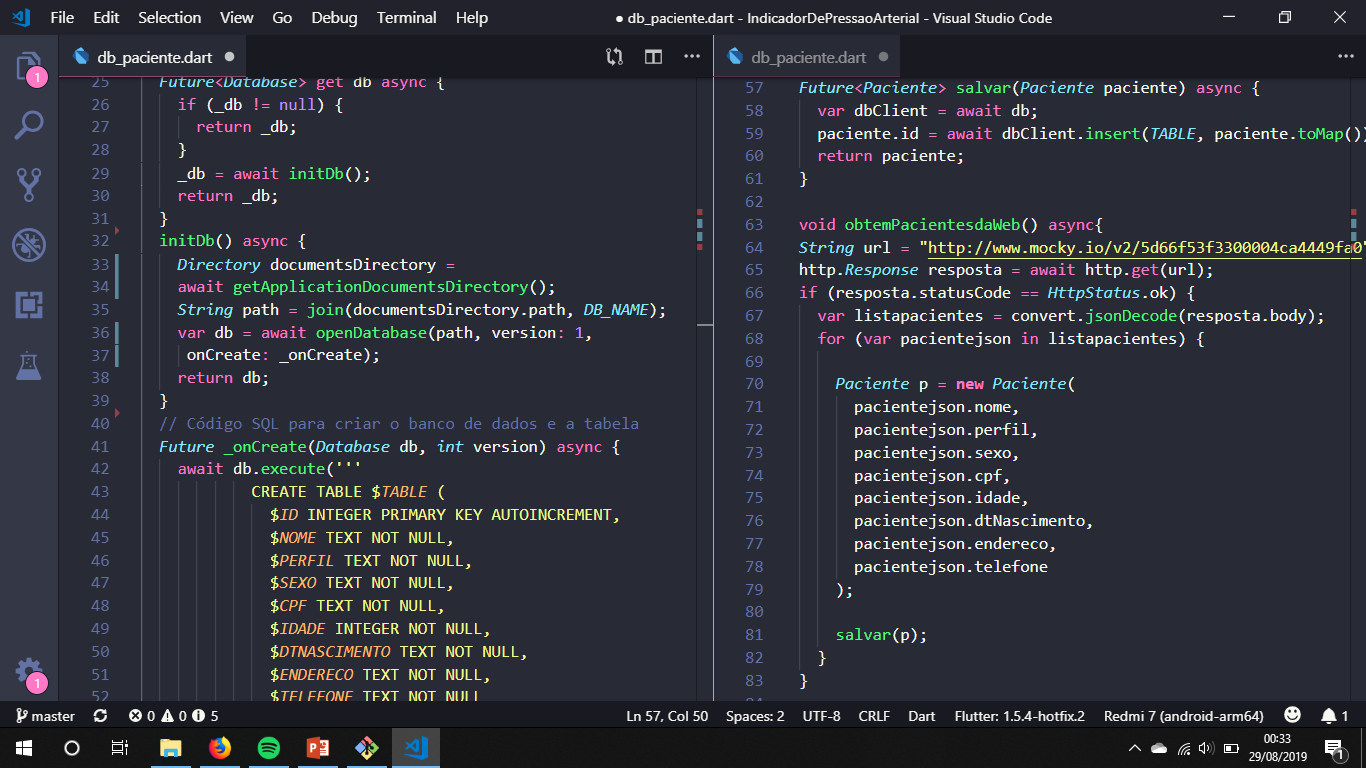 File Edit Selection View Go Debug Terminal Help
● db_paciente.dart - IndicadorDePressaoArterial - Visual Studio Code
1
db_paciente.dart ●
25 Future<Database> get db async {
26 if (_db != null) {
27 return _db;
28 }
29 _db = await initDb();
30 return _db;
31 }
32 initDb() async {
33 Directory documentsDirectory =
34 await getApplicationDocumentsDirectory();
35 String path = join(documentsDirectory.path, DB_NAME);
36 var db = await openDatabase(path, version: 1,
37 onCreate: _onCreate);
38 return db;
39 }
40 // Código SQL para criar o banco de dados e a tabela
41 Future _onCreate(Database db, int version) async {
42 await db.execute('''
43 CREATE TABLE $TABLE (
44 $ID INTEGER PRIMARY KEY AUTOINCREMENT,
45 $NOME TEXT NOT NULL,
46 $PERFIL TEXT NOT NULL,
47 $SEXO TEXT NOT NULL,
48 $CPF TEXT NOT NULL,
49 $IDADE INTEGER NOT NULL,
50 $DTNASCIMENTO TEXT NOT NULL,
51 $ENDERECO TEXT NOT NULL,
52 $TELEFONE TEXT NOT NULL
db_paciente.dart ●
57 Future<Paciente> salvar(Paciente paciente) async {
58 var dbClient = await db;
59 paciente.id = await dbClient.insert(TABLE, paciente.toMap())
60 return paciente;
61 }
62
63 void obtemPacientesdaWeb() async{
64 String url = "http://www.mocky.io/v2/5d66f53f3300004ca4449fa0"
65 http.Response resposta = await http.get(url);
66 if (resposta.statusCode == HttpStatus.ok) {
67 var listapacientes = convert.jsonDecode(resposta.body);
68 for (var pacientejson in listapacientes) {
69
70 Paciente p = new Paciente(
71 pacientejson.nome,
72 pacientejson.perfil,
73 pacientejson.sexo,
74 pacientejson.cpf,
75 pacientejson.idade,
76 pacientejson.dtNascimento,
77 pacientejson.endereco,
78 pacientejson.telefone
79 );
80
81 salvar(p);
82 }
83 }
1
master 0 0 5 Ln 57, Col 50 Spaces: 2 UTF-8 CRLF Dart Flutter: 1.5.4-hotfix.2 Redmi 7 (android-arm64) 1
00:33
29/08/2019
1